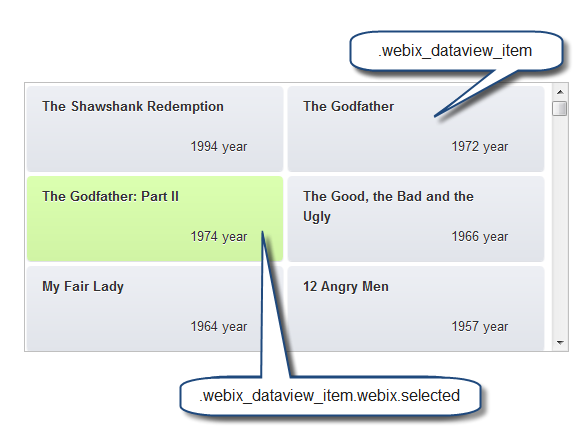 .webix_dataview_item
The Shawshank Redemption
1994 year
The Godfather
1972 year
The Godfather: Part II
1974 year
The Good, the Bad and the
Ugly
1966 year
My Fair Lady
1964 year
12 Angry Men
1957 year
.webix_dataview_item.webix.selected